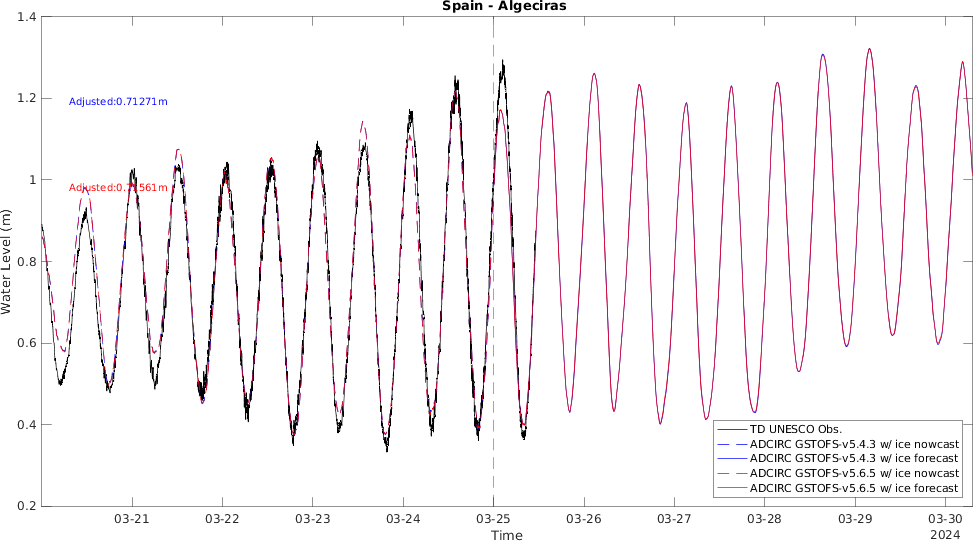 Spain - Algeciras
1.4
1.2
1
0.8
0.6
0.4
0.2
Water Level (m)
Adjusted:0.71271m
03-21
03-22
03-23
03-24
03-25
03-26
03-27
03-28
03-29
03-30
2024
Time
TD UNESCO Obs.
ADCIRC GSTOFS-v5.4.3 w/ ice nowcast
ADCIRC GSTOFS-v5.4.3 w/ ice forecast
ADCIRC GSTOFS-v5.6.5 w/ ice nowcast
ADCIRC GSTOFS-v5.6.5 w/ ice forecast